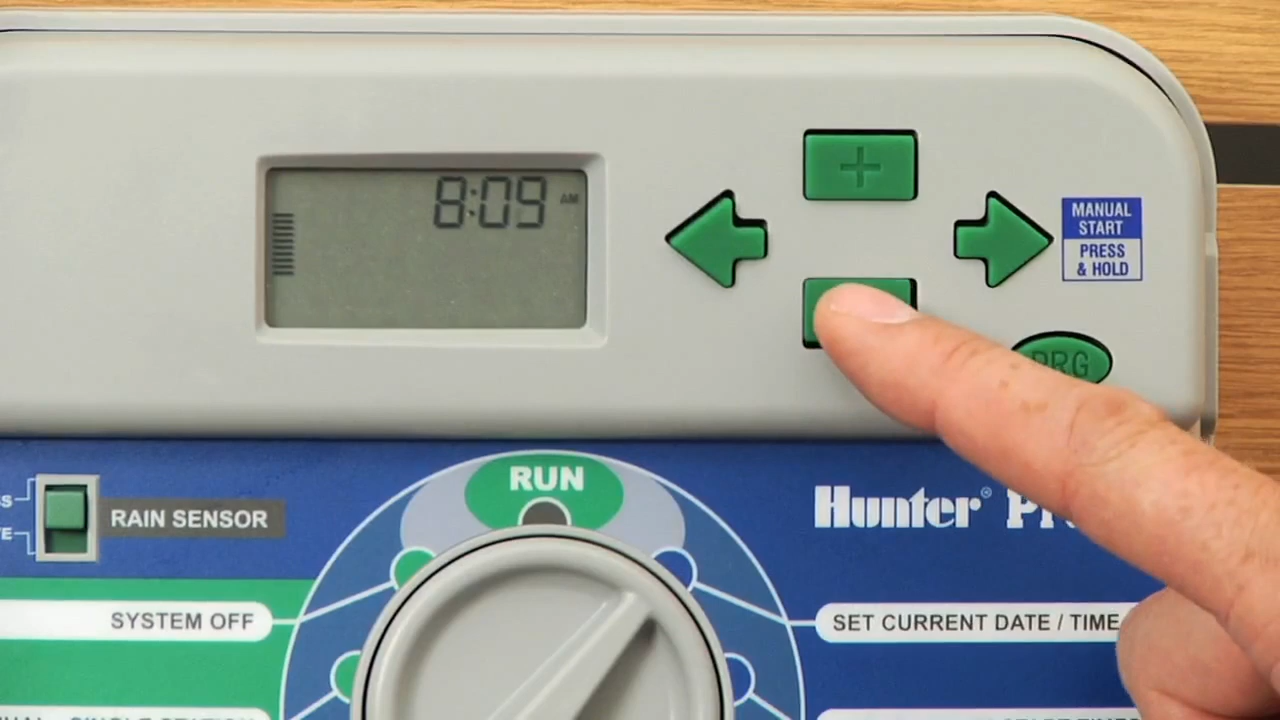 8:09 AM
+
MANUAL
START
PRESS
& HOLD
PRG
RUN
Hunter®
RAIN SENSOR
SYSTEM OFF
SET CURRENT DATE / TIME